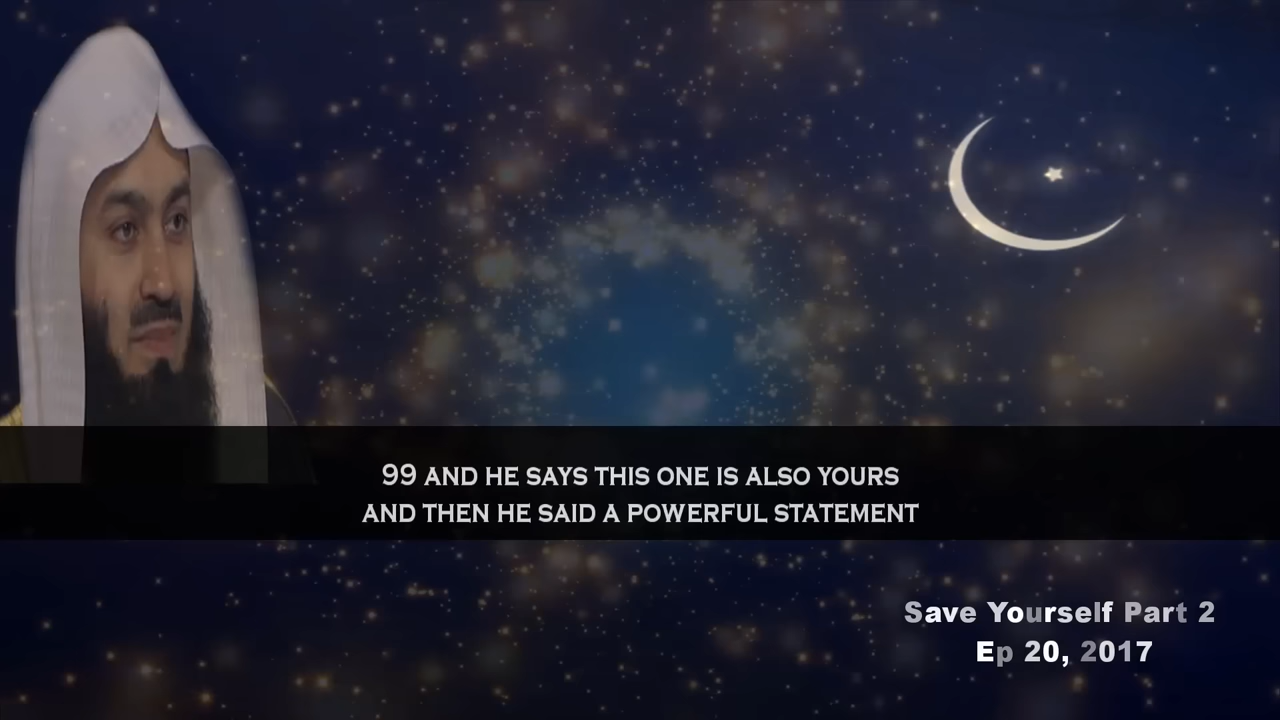 99 AND HE SAYS THIS ONE IS ALSO YOURS
AND THEN HE SAID A POWERFUL STATEMENT
Save Yourself Part 2
Ep 20, 2017